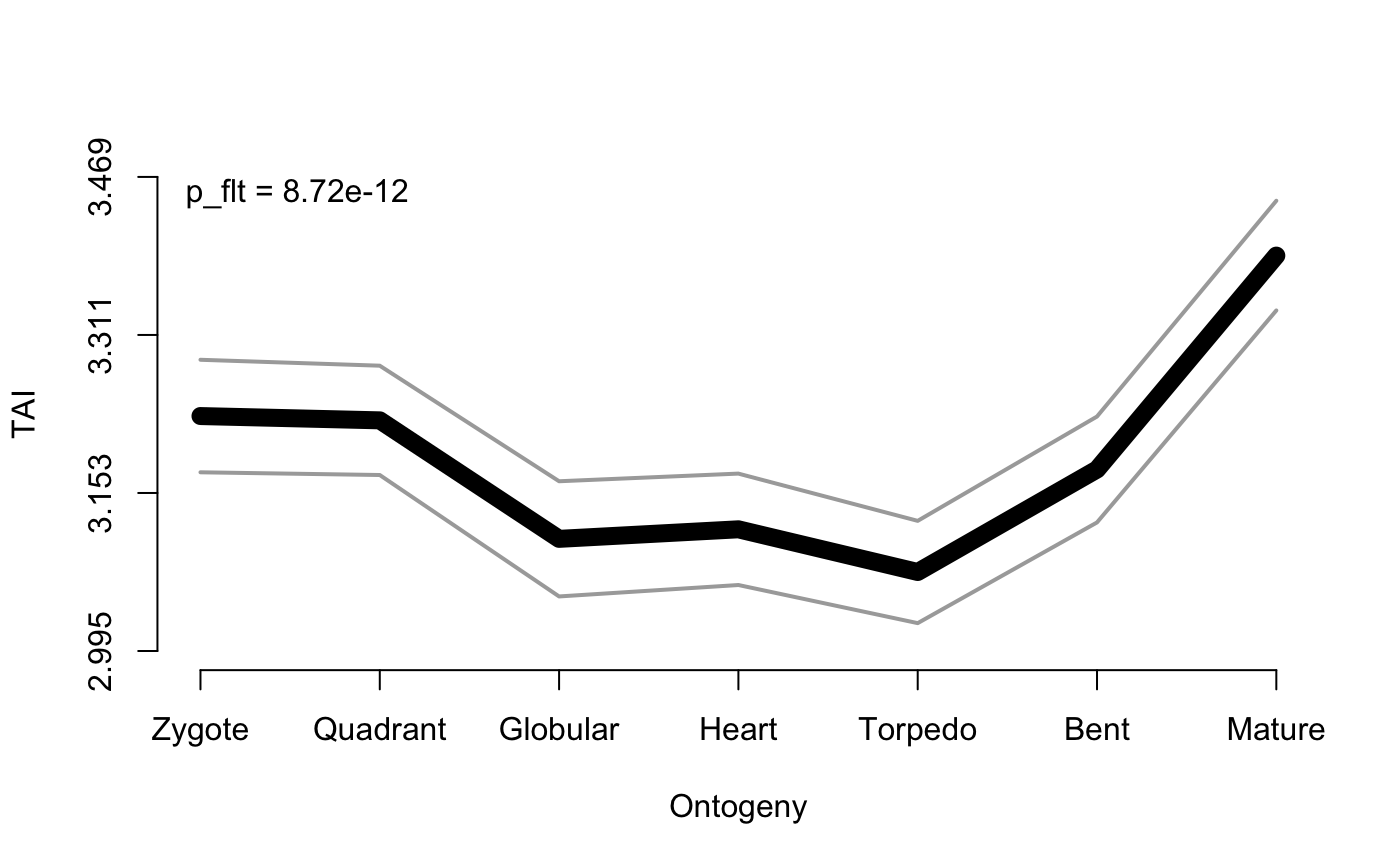 p_flt = 8.72e-12
TAI
3.469
3.311
3.153
2.995
Zygote Quadrant Globular Heart Torpedo Bent Mature
Ontogeny